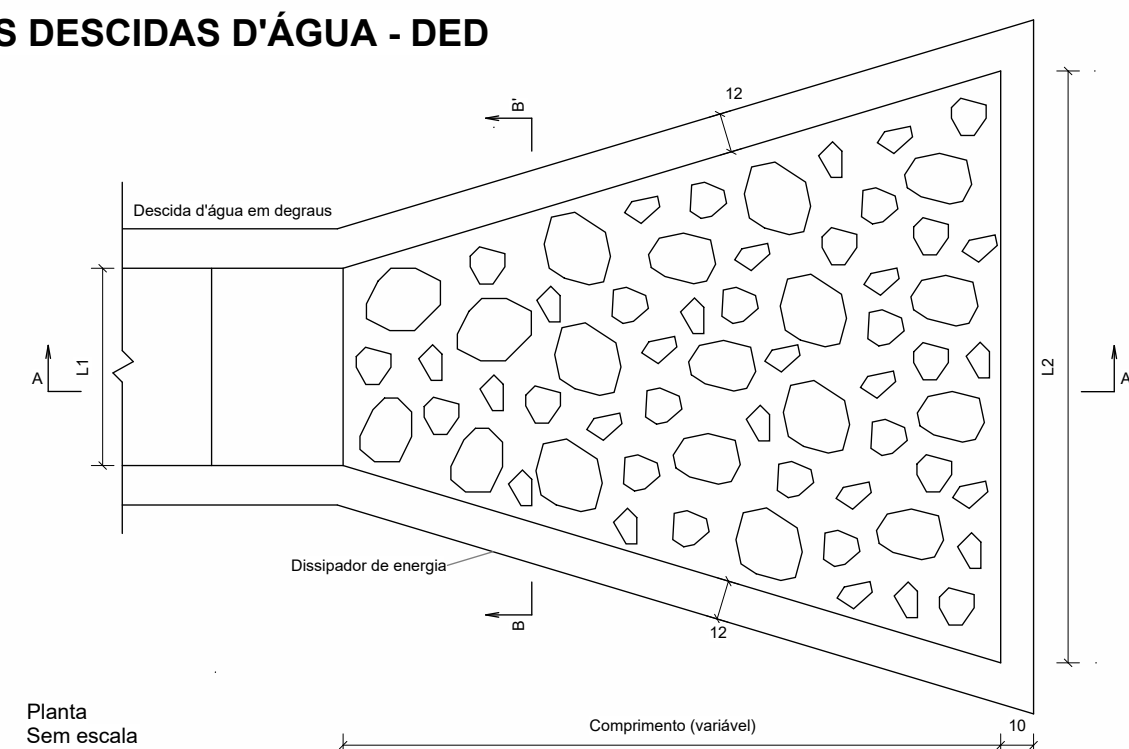 S DESCIDAS D'ÁGUA - DED
B'
12
Descida d'água em degraus
A
L1
L2
A
Dissipador de energia
B
12
Planta
Sem escala
Comprimento (variável)
10